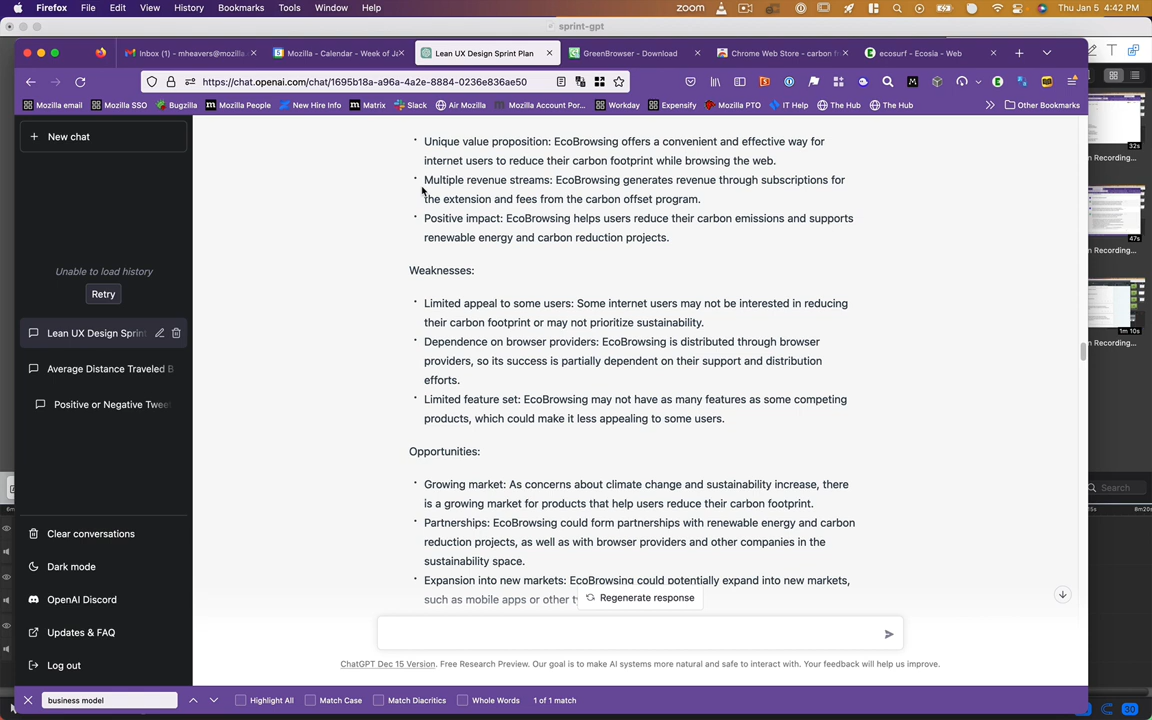 Firefox File Edit View History Bookmarks Tools Window Help
zoom
Thu Jan 5 4:42 PM
sprint-gpt
Inbox (1) - mheavers@mozill
Mozilla - Calendar - Week of Ja
Lean UX Design Sprint Plan
GreenBrowser - Download
Chrome Web Store - carbon f
ecosurf - Ecosia - Web
https://chat.openai.com/chat/1695b18a-a96a-4a2e-8884-0236e836ae50
Mozilla email Mozilla SSO Bugzilla Mozilla People New Hire Info Matrix Slack Air Mozilla Mozilla Account Por... Workday Expensify Mozilla PTO IT Help The Hub The Hub Other Bookmarks
New chat
Unable to load history
Retry
Lean UX Design Sprint
Average Distance Traveled B
Positive or Negative Twee
Clear conversations
Dark mode
OpenAI Discord
Updates & FAQ
Log out
Unique value proposition: EcoBrowsing offers a convenient and effective way for
internet users to reduce their carbon footprint while browsing the web.
Multiple revenue streams: EcoBrowsing generates revenue through subscriptions for
the extension and fees from the carbon offset program.
Positive impact: EcoBrowsing helps users reduce their carbon emissions and supports
renewable energy and carbon reduction projects.
Weaknesses:
Limited appeal to some users: Some internet users may not be interested in reducing
their carbon footprint or may not prioritize sustainability.
Dependence on browser providers: EcoBrowsing is distributed through browser
providers, so its success is partially dependent on their support and distribution
efforts.
Limited feature set: EcoBrowsing may not have as many features as some competing
products, which could make it less appealing to some users.
Opportunities:
Growing market: As concerns about climate change and sustainability increase, there
is a growing market for products that help users reduce their carbon footprint.
Partnerships: EcoBrowsing could form partnerships with renewable energy and carbon
reduction projects, as well as with browser providers and other companies in the
sustainability space.
Expansion into new markets: EcoBrowsing could potentially expand into new markets,
such as mobile apps or other t
Regenerate response
ChatGPT Dec 15 Version. Free Research Preview. Our goal is to make AI systems more natural and safe to interact with. Your feedback will help us improve.
business model
Highlight All Match Case Match Diacritics Whole Words 1 of 1 match
32s
n Recording...
47s
n Recording...
1m 10s
Recording...
Search
8m20
30